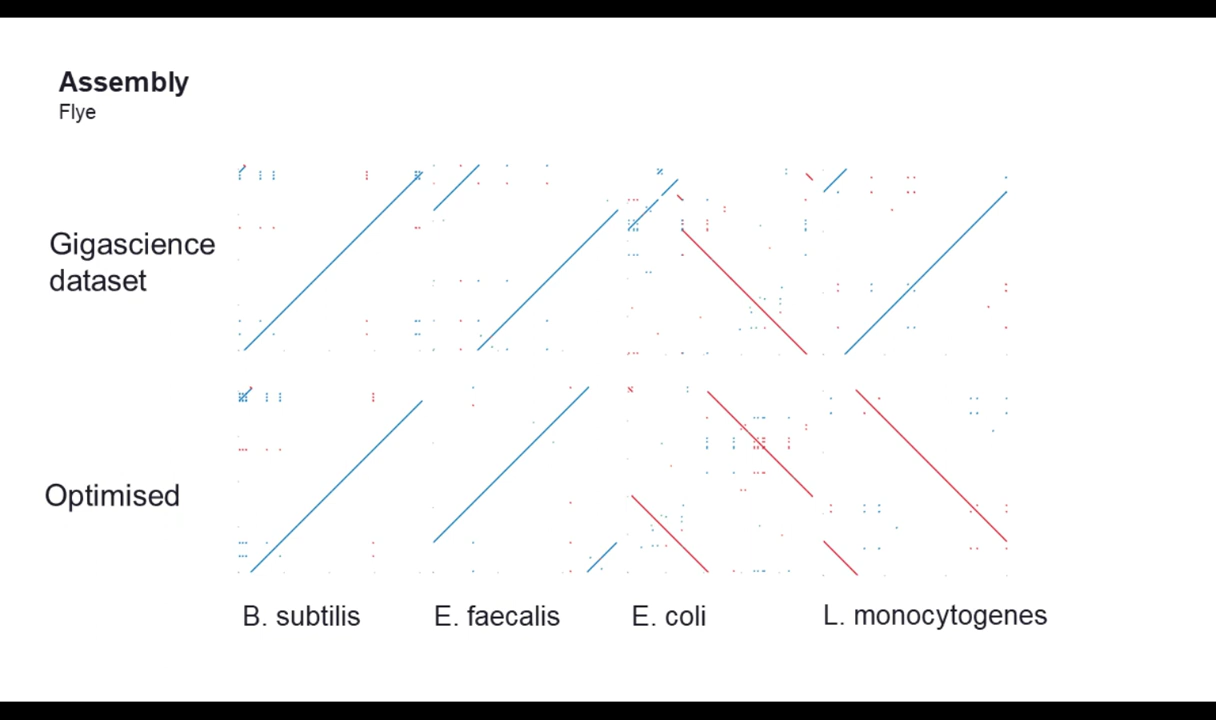 Assembly
Flye
Gigascience
dataset
Optimised
B. subtilis
E. faecalis
E. coli
L. monocytogenes